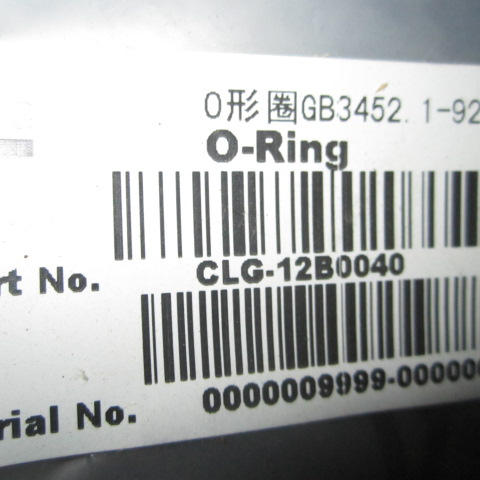 O形圈GB3452.1-92
O-Ring
rt No. CLG-12B0040
rial No. 0000009999-000000